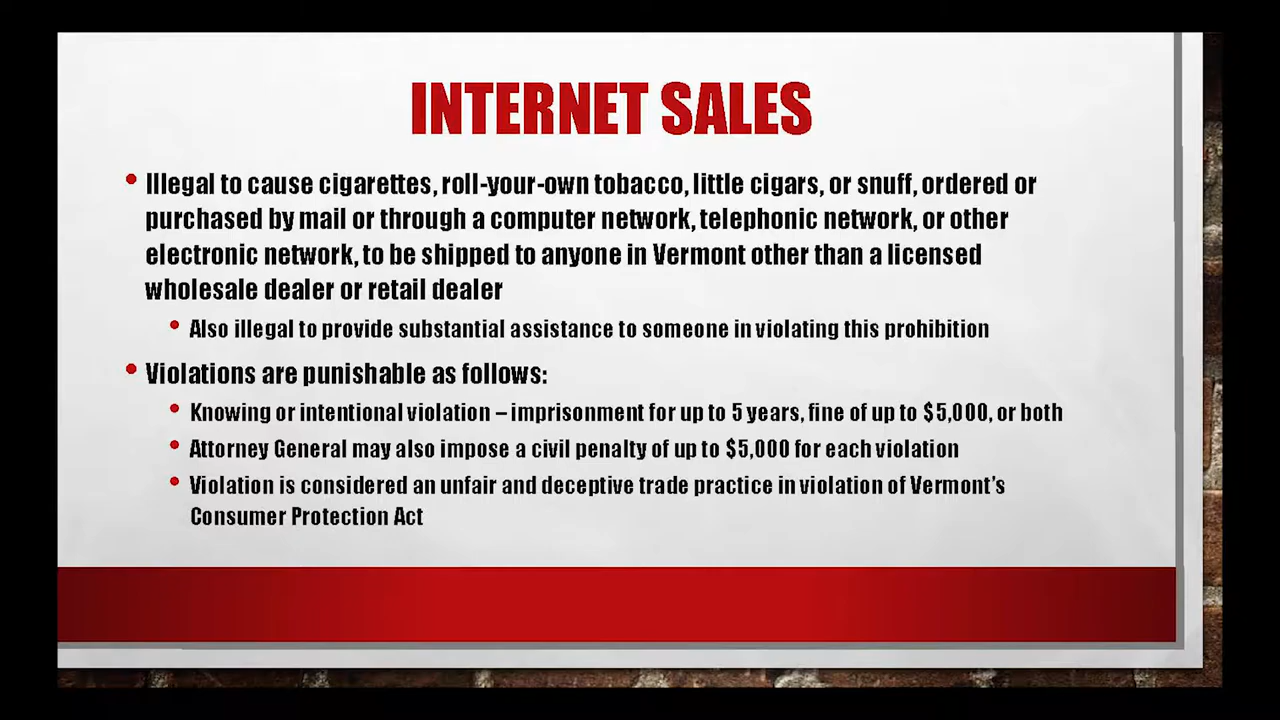 INTERNET SALES
• Illegal to cause cigarettes, roll-your-own tobacco, little cigars, or snuff, ordered or
purchased by mail or through a computer network, telephonic network, or other
electronic network, to be shipped to anyone in Vermont other than a licensed
wholesale dealer or retail dealer
• Also illegal to provide substantial assistance to someone in violating this prohibition
• Violations are punishable as follows:
• Knowing or intentional violation – imprisonment for up to 5 years, fine of up to $5,000, or both
• Attorney General may also impose a civil penalty of up to $5,000 for each violation
• Violation is considered an unfair and deceptive trade practice in violation of Vermont’s
Consumer Protection Act